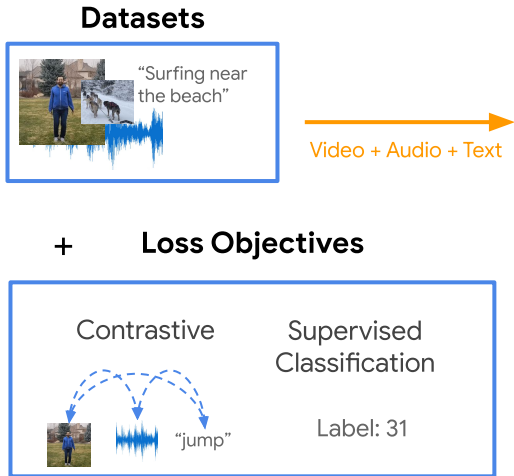 Datasets
“Surfing near
the beach”
Video + Audio + Text
+ Loss Objectives
Contrastive
Supervised
Classification
“jump”
Label: 31